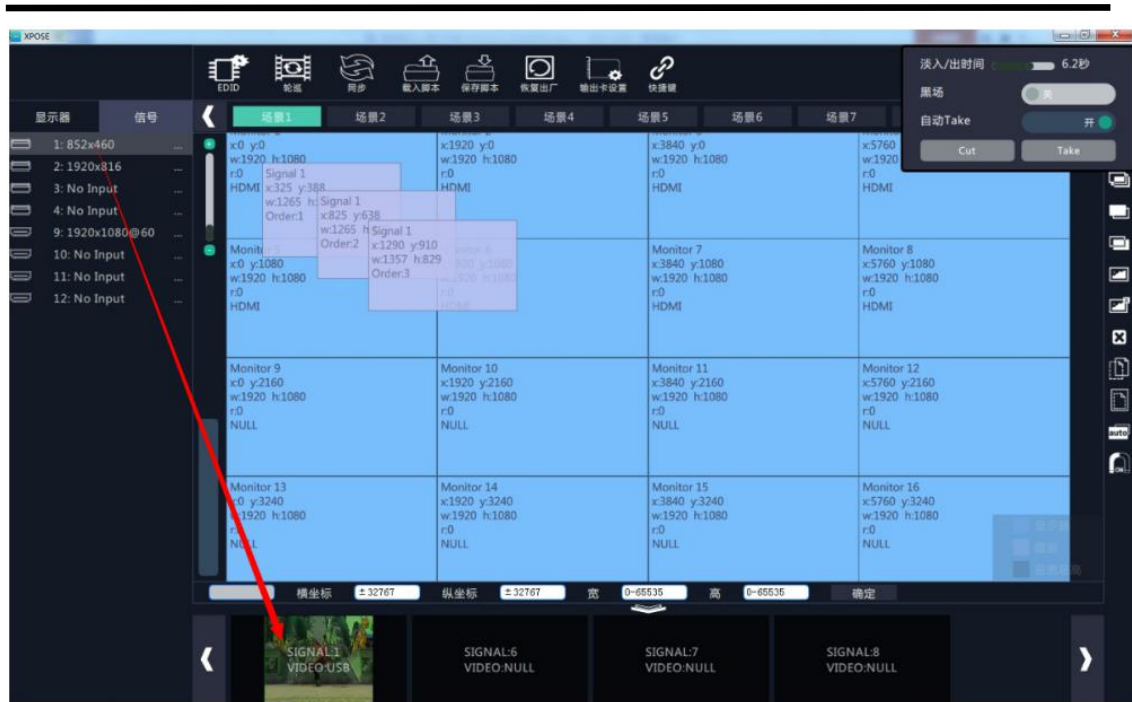 XPOSE
淡入/出时间 6.2秒
黑场 关
自动Take 开
Cut Take
EDID 轮巡 同步 载入脚本 保存脚本 恢复出厂 输出卡设置 快捷键
显示器 信号
场景1 场景2 场景3 场景4 场景5 场景6 场景7
1: 852x460 ...
2: 1920x816 ...
3: No Input ...
4: No Input ...
9: 1920x1080@60 ...
10: No Input ...
11: No Input ...
12: No Input ...
x:0 y:0
w:1920 h:1080
r:0
HDMI
x:1920 y:0
w:1920 h:1080
r:0
HDMI
x:3840 y:0
w:1920 h:1080
r:0
HDMI
x:5760
w:1920
r:0
HDMI
Signal 1
x:325 y:388
w:1265 h:
Order:1
Signal 1
x:825 y:638
w:1265 h
Order:2
Signal 1
x:1290 y:910
w:1357 h:829
Order:3
x:0 y:1080
w:1920 h:1080
r:0
HDMI
Monitor 7
x:3840 y:1080
w:1920 h:1080
r:0
HDMI
Monitor 8
x:5760 y:1080
w:1920 h:1080
r:0
HDMI
Monitor 9
x:0 y:2160
w:1920 h:1080
r:0
NULL
Monitor 10
x:1920 y:2160
w:1920 h:1080
r:0
NULL
Monitor 11
x:3840 y:2160
w:1920 h:1080
r:0
NULL
Monitor 12
x:5760 y:2160
w:1920 h:1080
r:0
NULL
Monitor 13
x:0 y:3240
w:1920 h:1080
r:0
NULL
Monitor 14
x:1920 y:3240
w:1920 h:1080
r:0
NULL
Monitor 15
x:3840 y:3240
w:1920 h:1080
r:0
NULL
Monitor 16
x:5760 y:3240
w:1920 h:1080
r:0
NULL
auto
ON
横坐标 ±32767 纵坐标 ±32767 宽 0-65535 高 0-65535 确定
SIGNAL:1
VIDEO:USB
SIGNAL:6
VIDEO:NULL
SIGNAL:7
VIDEO:NULL
SIGNAL:8
VIDEO:NULL